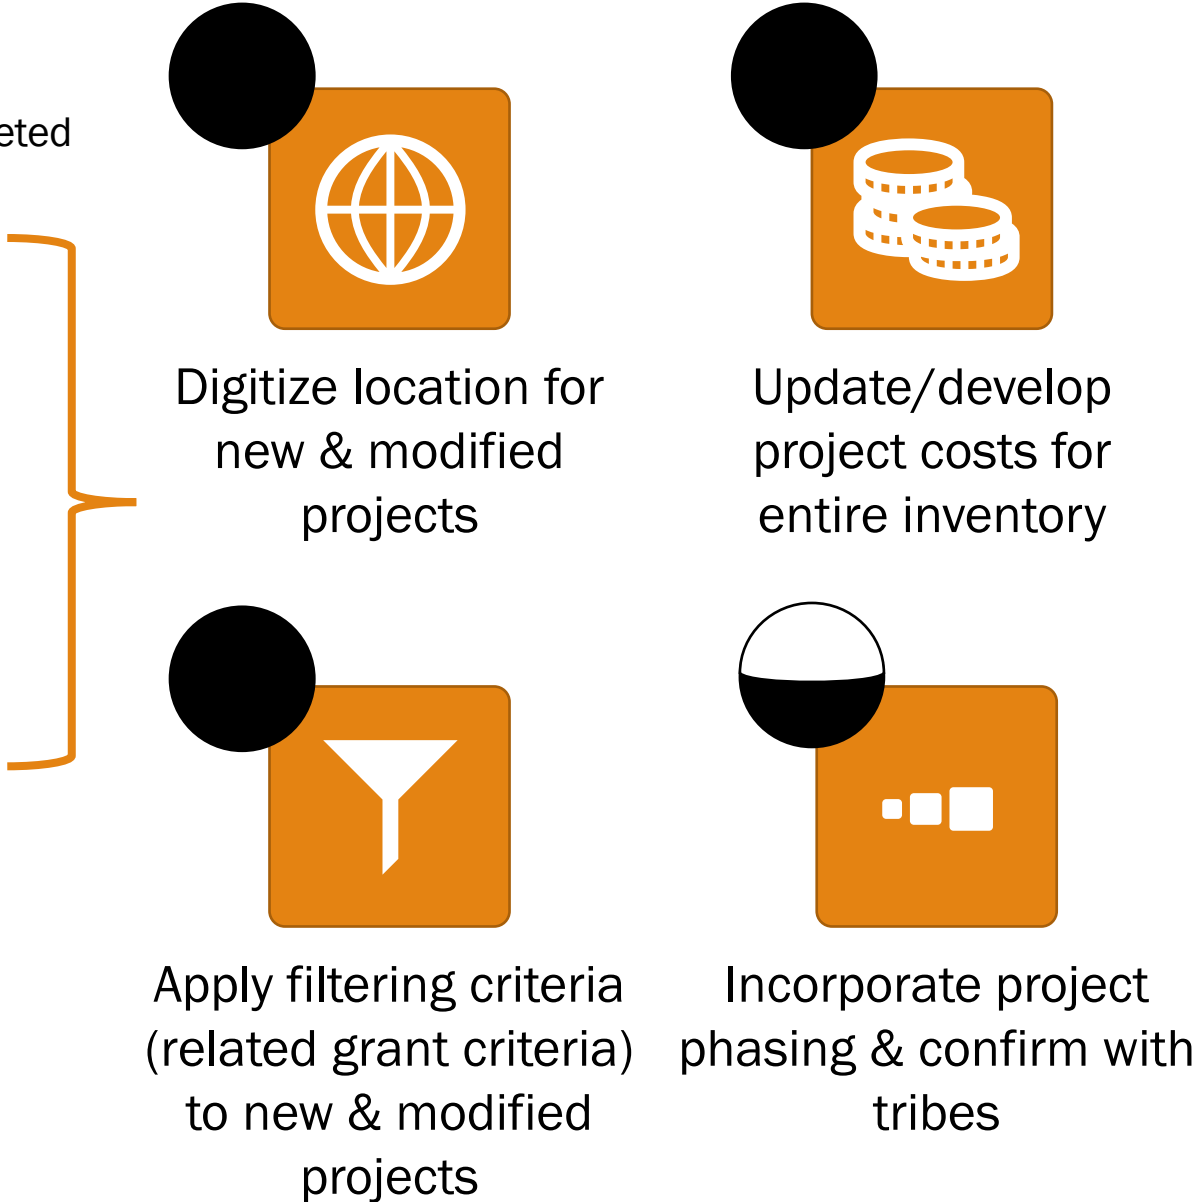 eted
Digitize location for
new & modified
projects
Update/develop
project costs for
entire inventory
Apply filtering criteria
(related grant criteria)
to new & modified
projects
Incorporate project
phasing & confirm with
tribes